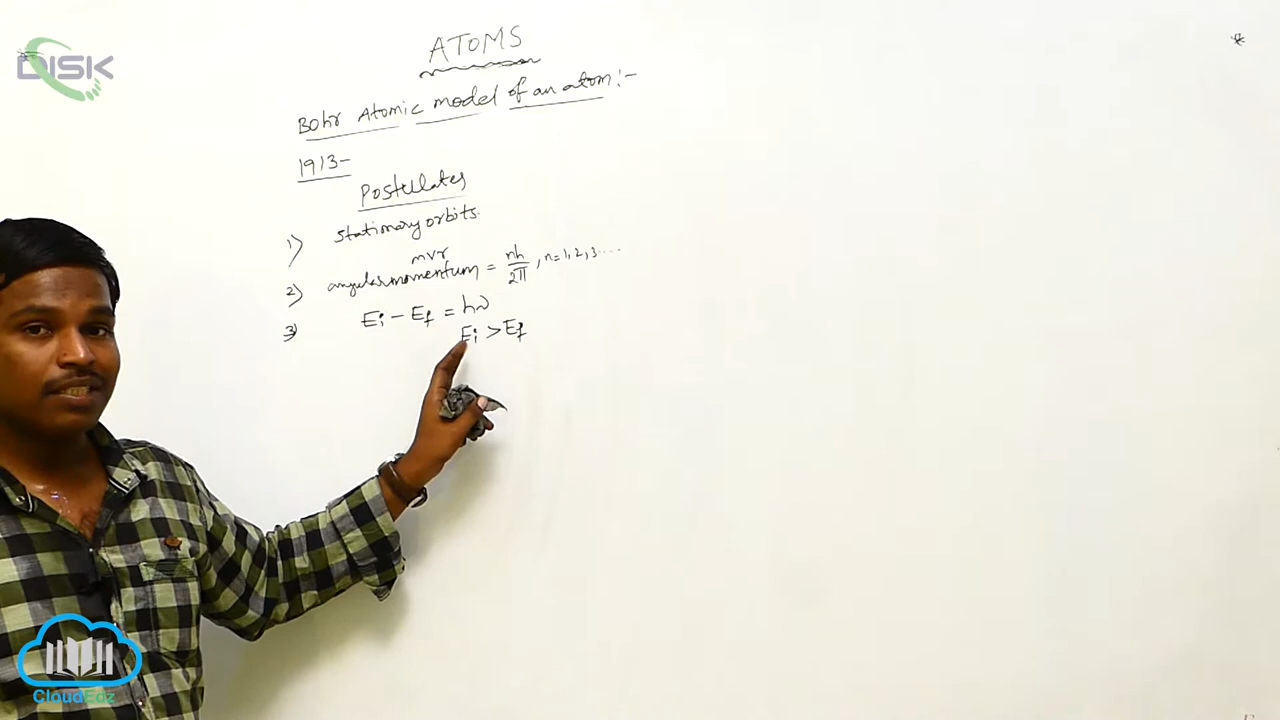 DISK
ATOMS
Bohr Atomic model of an atom:-
1913-
Postulates
1) stationary orbits.
mvr
2) angular momentum = nh/2π, n=1,2,3....
3) Ei - Ef = hν
Ei > Ef
CloudEdz